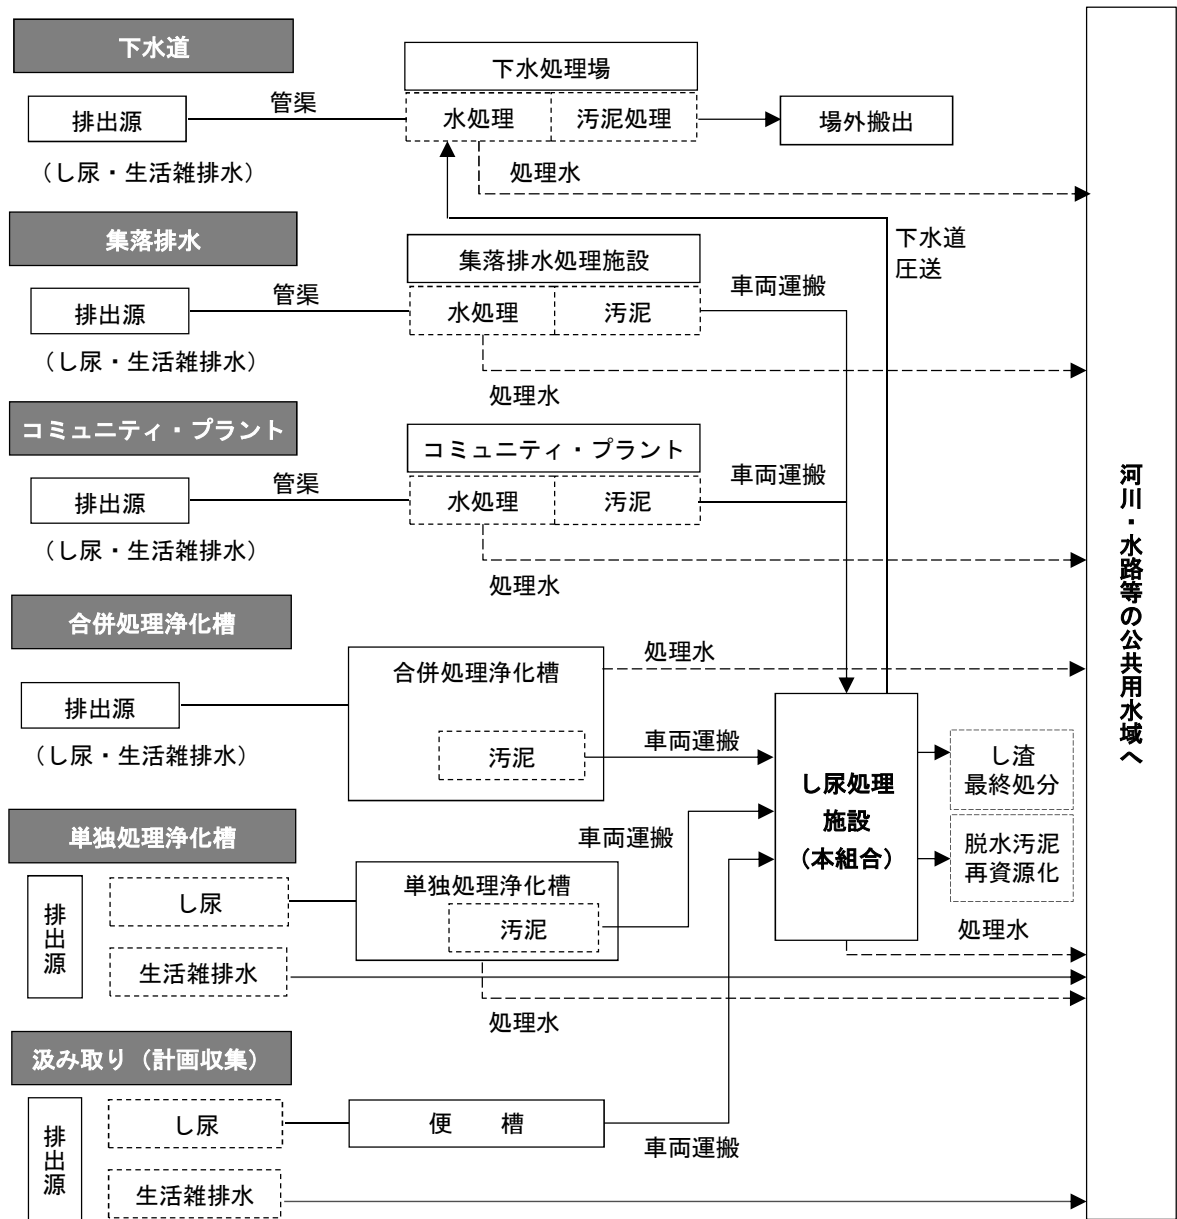 下水道
下水処理場
排出源
管渠
水処理
汚泥処理
場外搬出
(し尿・生活雑排水)
処理水
集落排水
下水道
圧送
集落排水処理施設
排出源
管渠
水処理
汚泥
車両運搬
(し尿・生活雑排水)
処理水
コミュニティ・プラント
コミュニティ・プラント
排出源
管渠
水処理
汚泥
車両運搬
(し尿・生活雑排水)
処理水
河川・水路等の公共用水域へ
合併処理浄化槽
合併処理浄化槽
処理水
排出源
(し尿・生活雑排水)
汚泥
車両運搬
し尿処理
施設
(本組合)
し渣
最終処分
脱水汚泥
再資源化
処理水
単独処理浄化槽
車両運搬
排出源
し尿
単独処理浄化槽
汚泥
生活雑排水
処理水
汲み取り(計画収集)
排出源
し尿
便　槽
車両運搬
生活雑排水